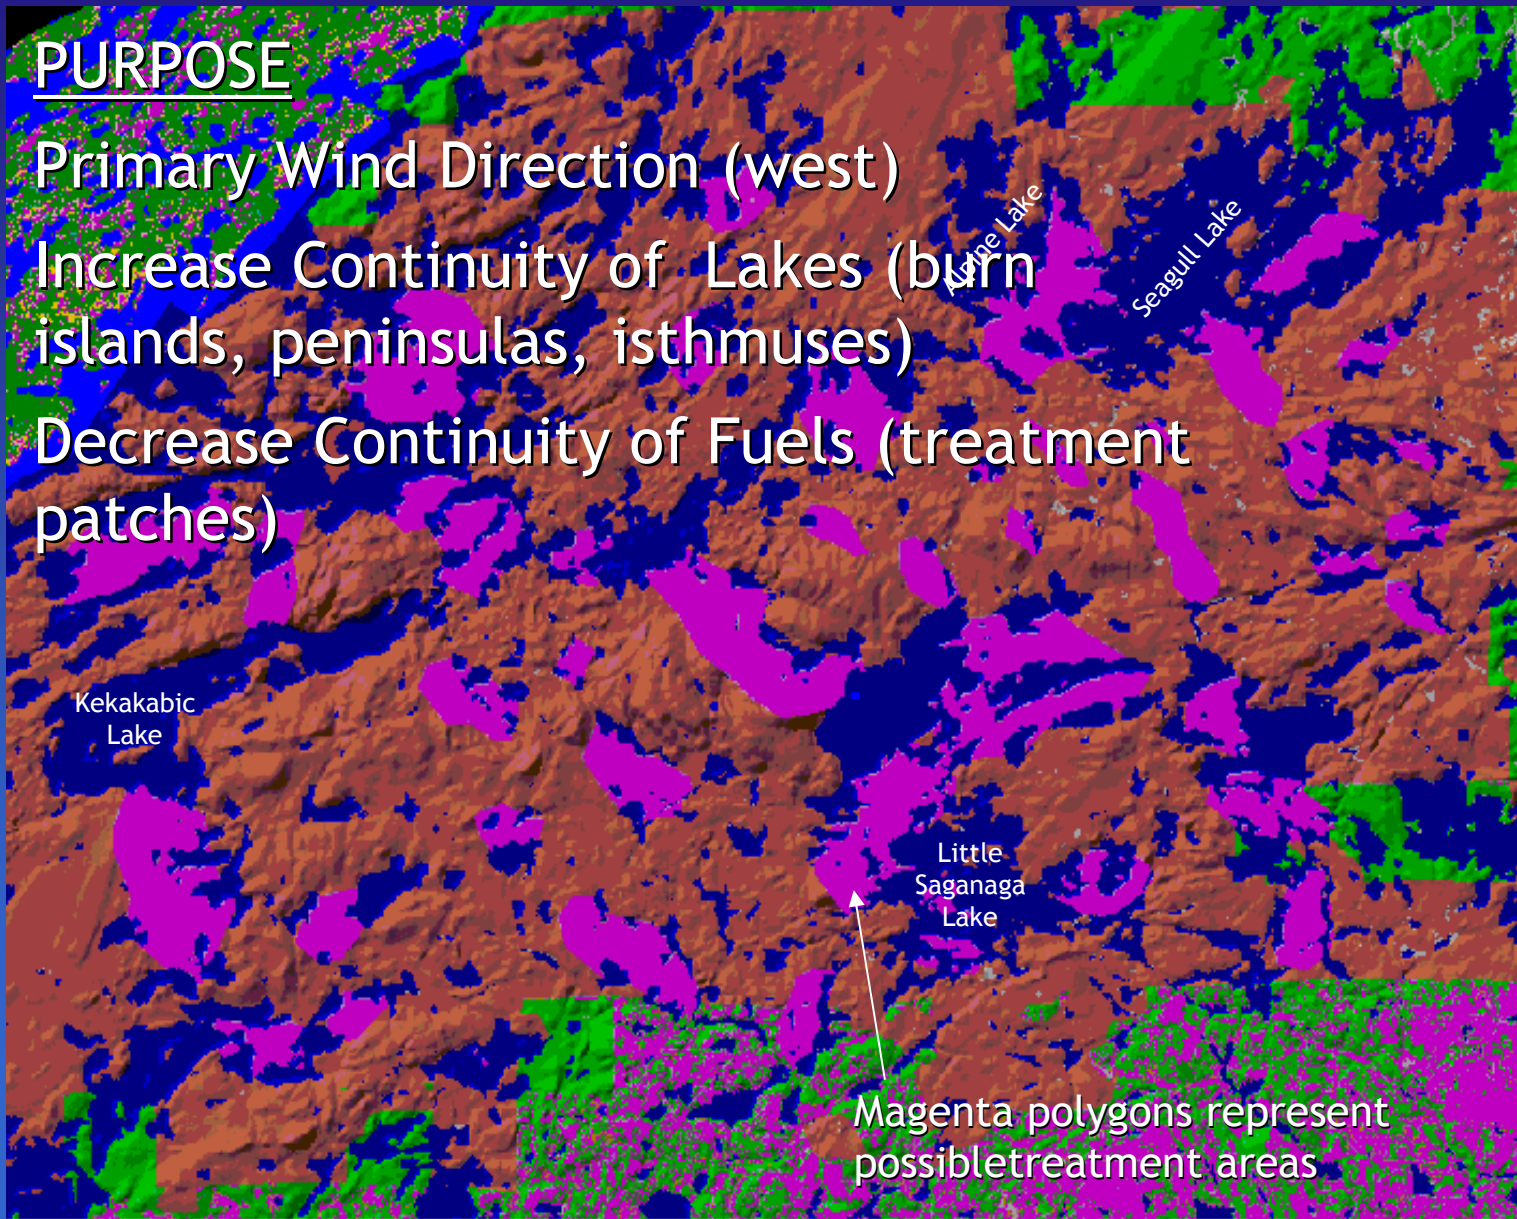 PURPOSE
Primary Wind Direction (west)
Increase Continuity of Lakes (burn
islands, peninsulas, isthmuses)
Decrease Continuity of Fuels (treatment
patches)
Alpine Lake
Seagull Lake
Kekakabic
Lake
Little
Saganaga
Lake
Magenta polygons represent
possibletreatment areas